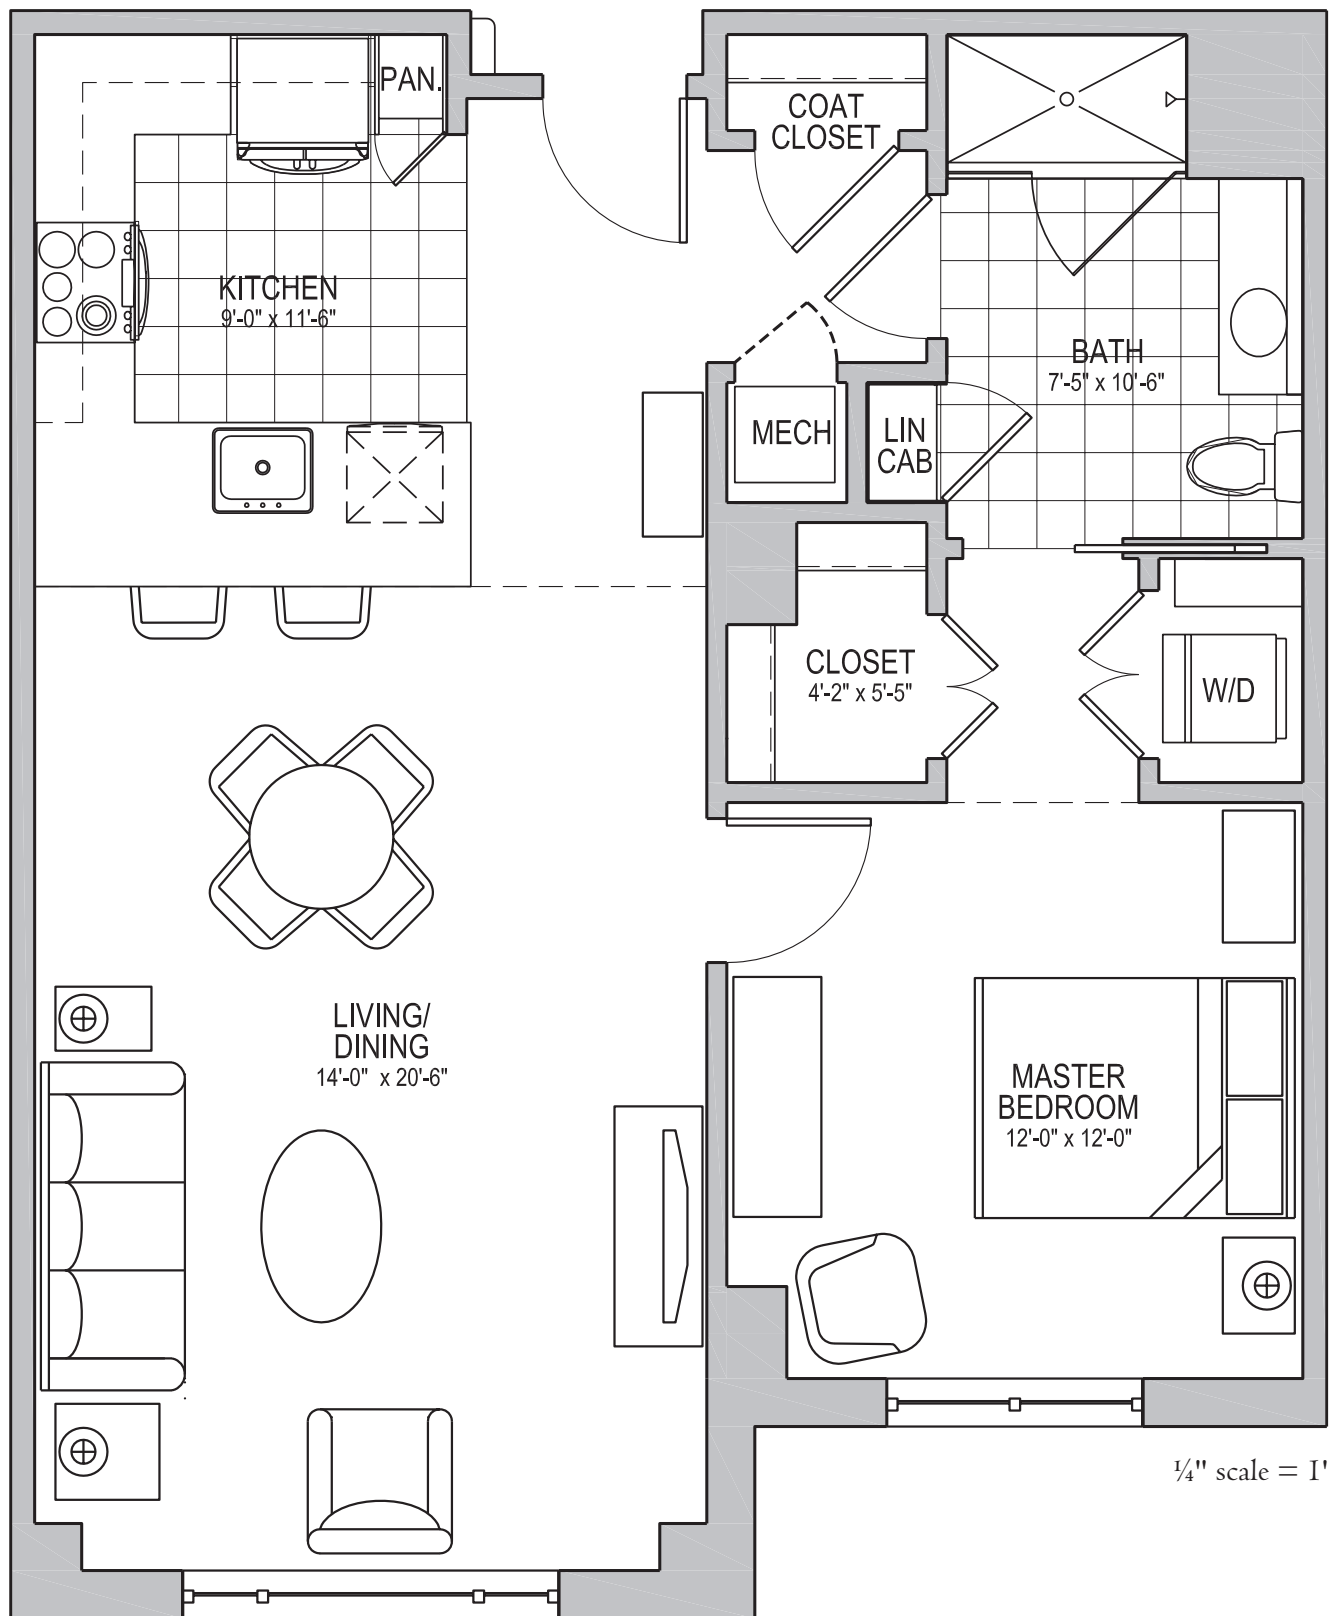 PAN.
COAT
CLOSET
KITCHEN
9'-0" x 11'-6"
BATH
7'-5" x 10'-6"
MECH
LIN
CAB
CLOSET
4'-2" x 5'-5"
W/D
LIVING/
DINING
14'-0" x 20'-6"
MASTER
BEDROOM
12'-0" x 12'-0"
¼" scale = 1'